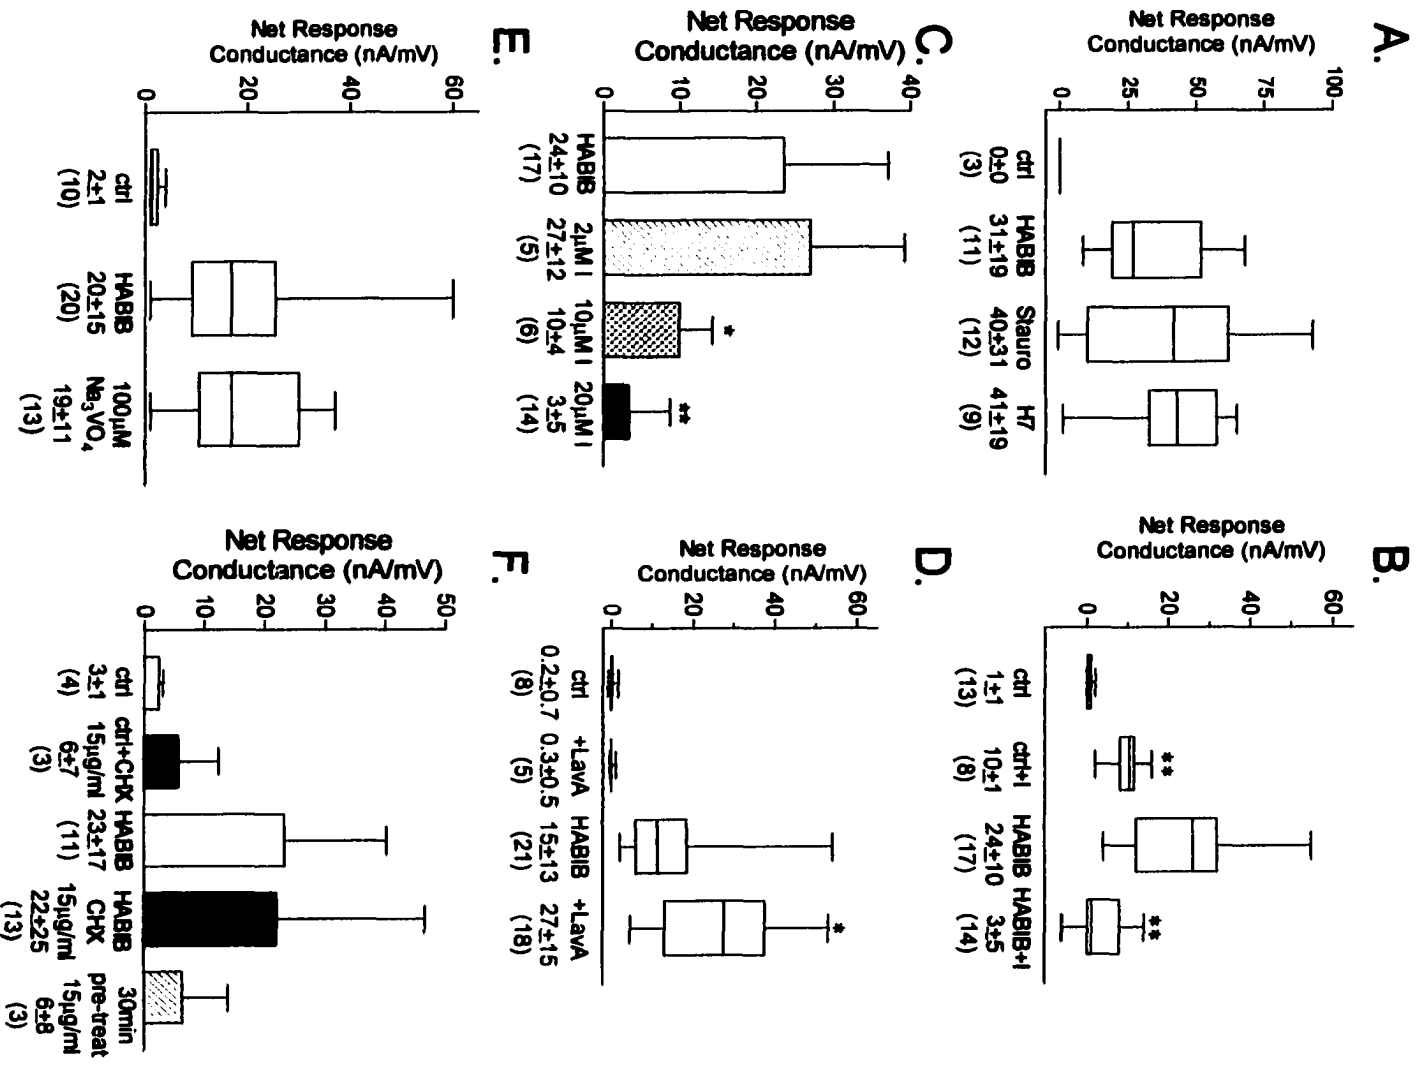 A.
Net Response
Conductance (nA/mV)
0 25 50 75 100
ctrl HABIB Stauro H7
0±0 31±19 40±31 41±19
(3) (11) (12) (9)
B.
Net Response
Conductance (nA/mV)
0 20 40 60
ctrl ctrl+I HABIB HABIB+I
1±1 10±1 24±10 3±5
(13) (8) (17) (14)
** **
C.
Net Response
Conductance (nA/mV)
0 10 20 30 40
HABIB 2µM I 10µM I 20µM I
24±10 27±12 10±4 3±5
(17) (5) (6) (14)
* **
D.
Net Response
Conductance (nA/mV)
0 20 40 60
ctrl +LavA HABIB +LavA
0.2±0.7 0.3±0.5 15±13 27±15
(8) (5) (21) (18)
*
E.
Net Response
Conductance (nA/mV)
0 20 40 60
ctrl HABIB 100µM
2±1 20±15 Na₃VO₄
(10) (20) 19±11
(13)
F.
Net Response
Conductance (nA/mV)
0 10 20 30 40 50
ctrl ctrl+CHX HABIB HABIB 30min
3±1 15µg/ml 23±17 CHX pre-treat
(4) 6±7 (11) 15µg/ml 15µg/ml
(3) 22±25 6±8
(13) (3)